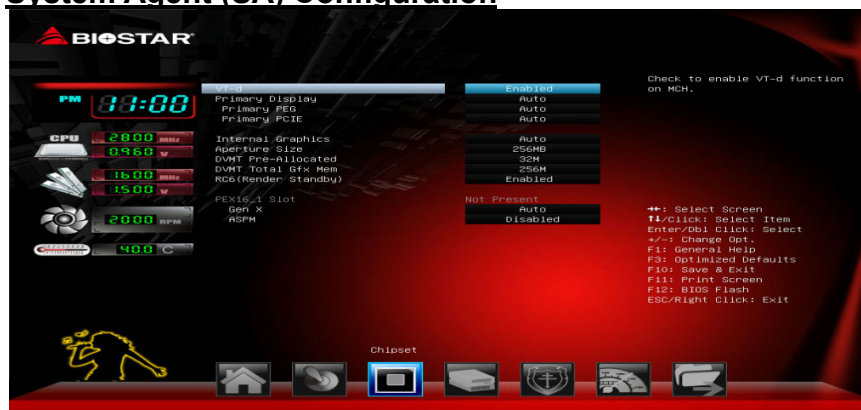 System Agent (SA) Configuration
BIOSTAR
VT-d Enabled
Primary Display Auto
Primary PEG Auto
Primary PCIE Auto
Internal Graphics Auto
Aperture Size 256MB
DVMT Pre-Allocated 32M
DVMT Total Gfx Mem 256M
RC6(Render Standby) Enabled
PEX16_1 Slot Not Present
Gen X Auto
ASPM Disabled
Check to enable VT-d function
on MCH.
PM 11:00
CPU 2800 MHz
0.960 V
1600 MHz
1.500 V
2000 RPM
40.0 °C
→←: Select Screen
↑↓/Click: Select Item
Enter/Dbl Click: Select
+/-: Change Opt.
F1: General Help
F3: Optimized Defaults
F10: Save & Exit
F11: Print Screen
F12: BIOS Flash
ESC/Right Click: Exit
Chipset